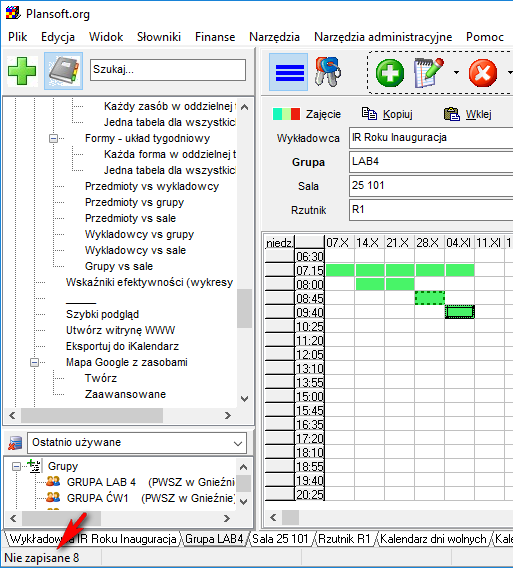 Plansoft.org
Plik Edycja Widok Słowniki Finanse Narzędzia Narzędzia administracyjne Pomoc
Szukaj...
Każdy zasób w oddzielnej
Jedna tabela dla wszystkic
Formy - układ tygodniowy
Każda forma w oddzielnej t
Jedna tabela dla wszystkic
Przedmioty vs wykładowcy
Przedmioty vs grupy
Przedmioty vs sale
Wykladowcy vs grupy
Wykladowcy vs sale
Grupy vs sale
Wskaźniki efektywności (wykresy
Szybki podgląd
Utwórz witrynę WWW
Eksportuj do iKalendarz
Mapa Google z zasobami
Twórz
Zaawansowane
Ostatnio używane
Grupy
GRUPA LAB 4 (PWSZ w Gnieźni
GRUPA ĆW1 (PWSZ w Gnieźnie)
Zajęcie Kopiuj Wklej
Wykładowca IR Roku Inauguracja
Grupa LAB4
Sala 25 101
Rzutnik R1
niedz. 07.X 14.X 21.X 28.X 04.XI 11.XI
06:30
07:15
08:00
08:45
09:40
10:25
11:20
12:05
13:10
13:55
15:00
15:45
16:35
17:20
18:10
18:55
19:40
20:25
Wykładowca IR Roku Inauguracja Grupa LAB4 Sala 25 101 Rzutnik R1 Kalendarz dni wolnych Kale
Nie zapisane 8